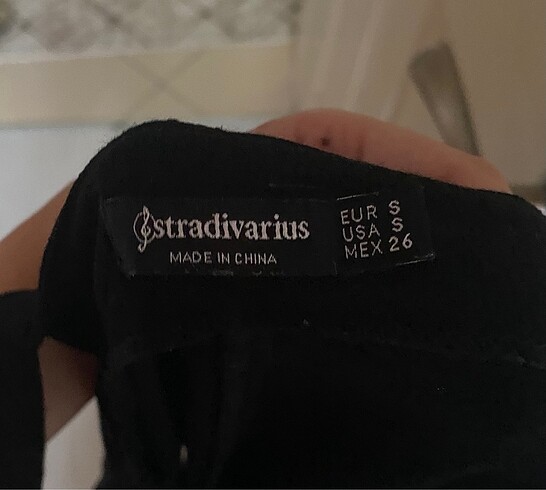 stradivarius
MADE IN CHINA
EUR S
USA S
MEX 26